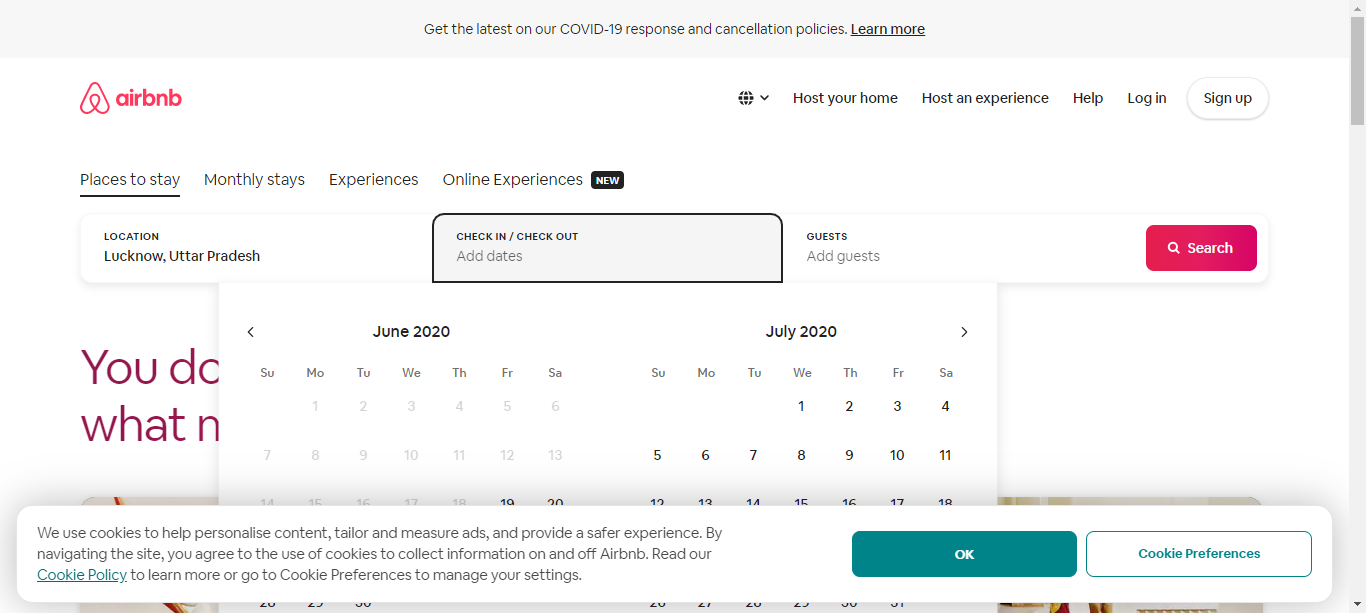 Get the latest on our COVID-19 response and cancellation policies. Learn more
airbnb
Host your home
Host an experience
Help
Log in
Sign up
Places to stay
Monthly stays
Experiences
Online Experiences
NEW
LOCATION
Lucknow, Uttar Pradesh
CHECK IN / CHECK OUT
Add dates
GUESTS
Add guests
Search
You do
what
June 2020
Su Mo Tu We Th Fr Sa
1 2 3 4 5 6
7 8 9 10 11 12 13
14 15 16 17 18 19 20
28 29 30
July 2020
Su Mo Tu We Th Fr Sa
1 2 3 4
5 6 7 8 9 10 11
12 13 14 15 16 17 18
26 27 28 29 30 31
We use cookies to help personalise content, tailor and measure ads, and provide a safer experience. By
navigating the site, you agree to the use of cookies to collect information on and off Airbnb. Read our
Cookie Policy to learn more or go to Cookie Preferences to manage your settings.
OK
Cookie Preferences